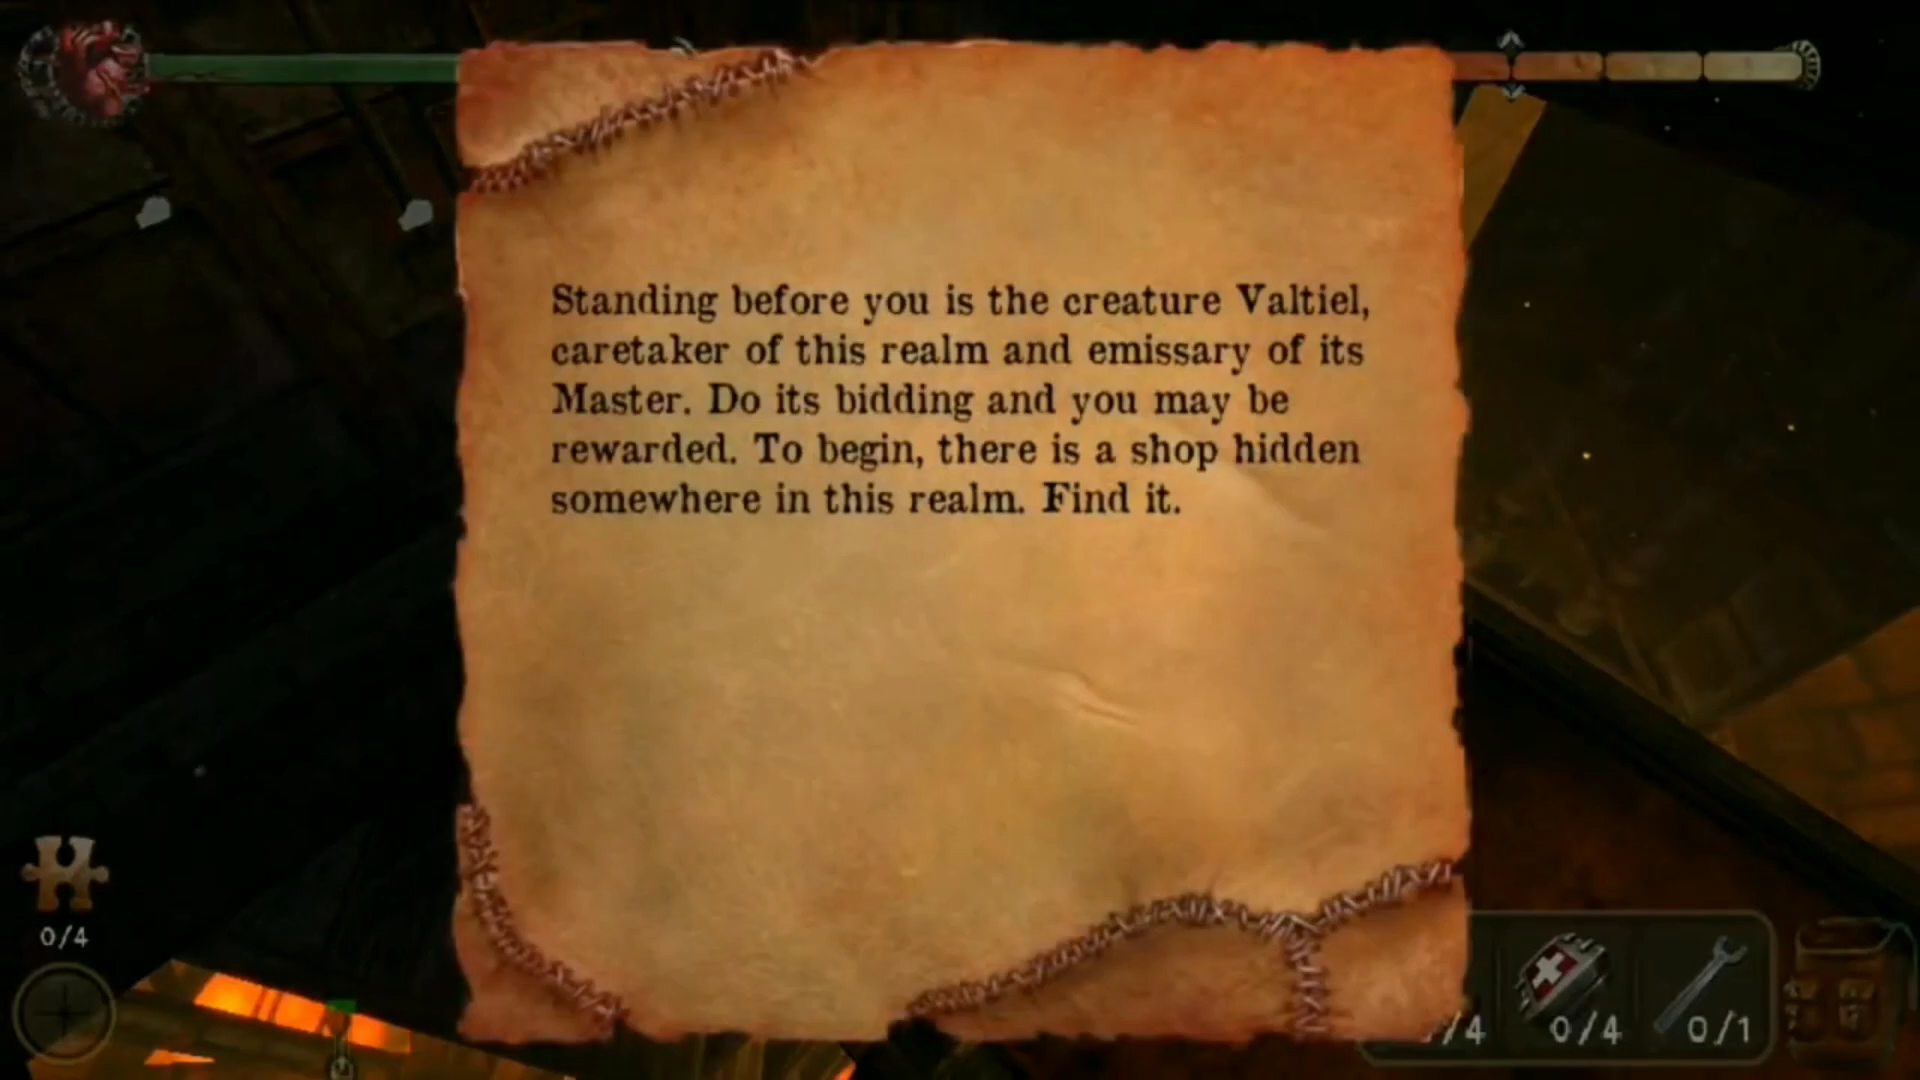 Standing before you is the creature Valtiel,
caretaker of this realm and emissary of its
Master. Do its bidding and you may be
rewarded. To begin, there is a shop hidden
somewhere in this realm. Find it.
0/4
/4
0/4
0/1